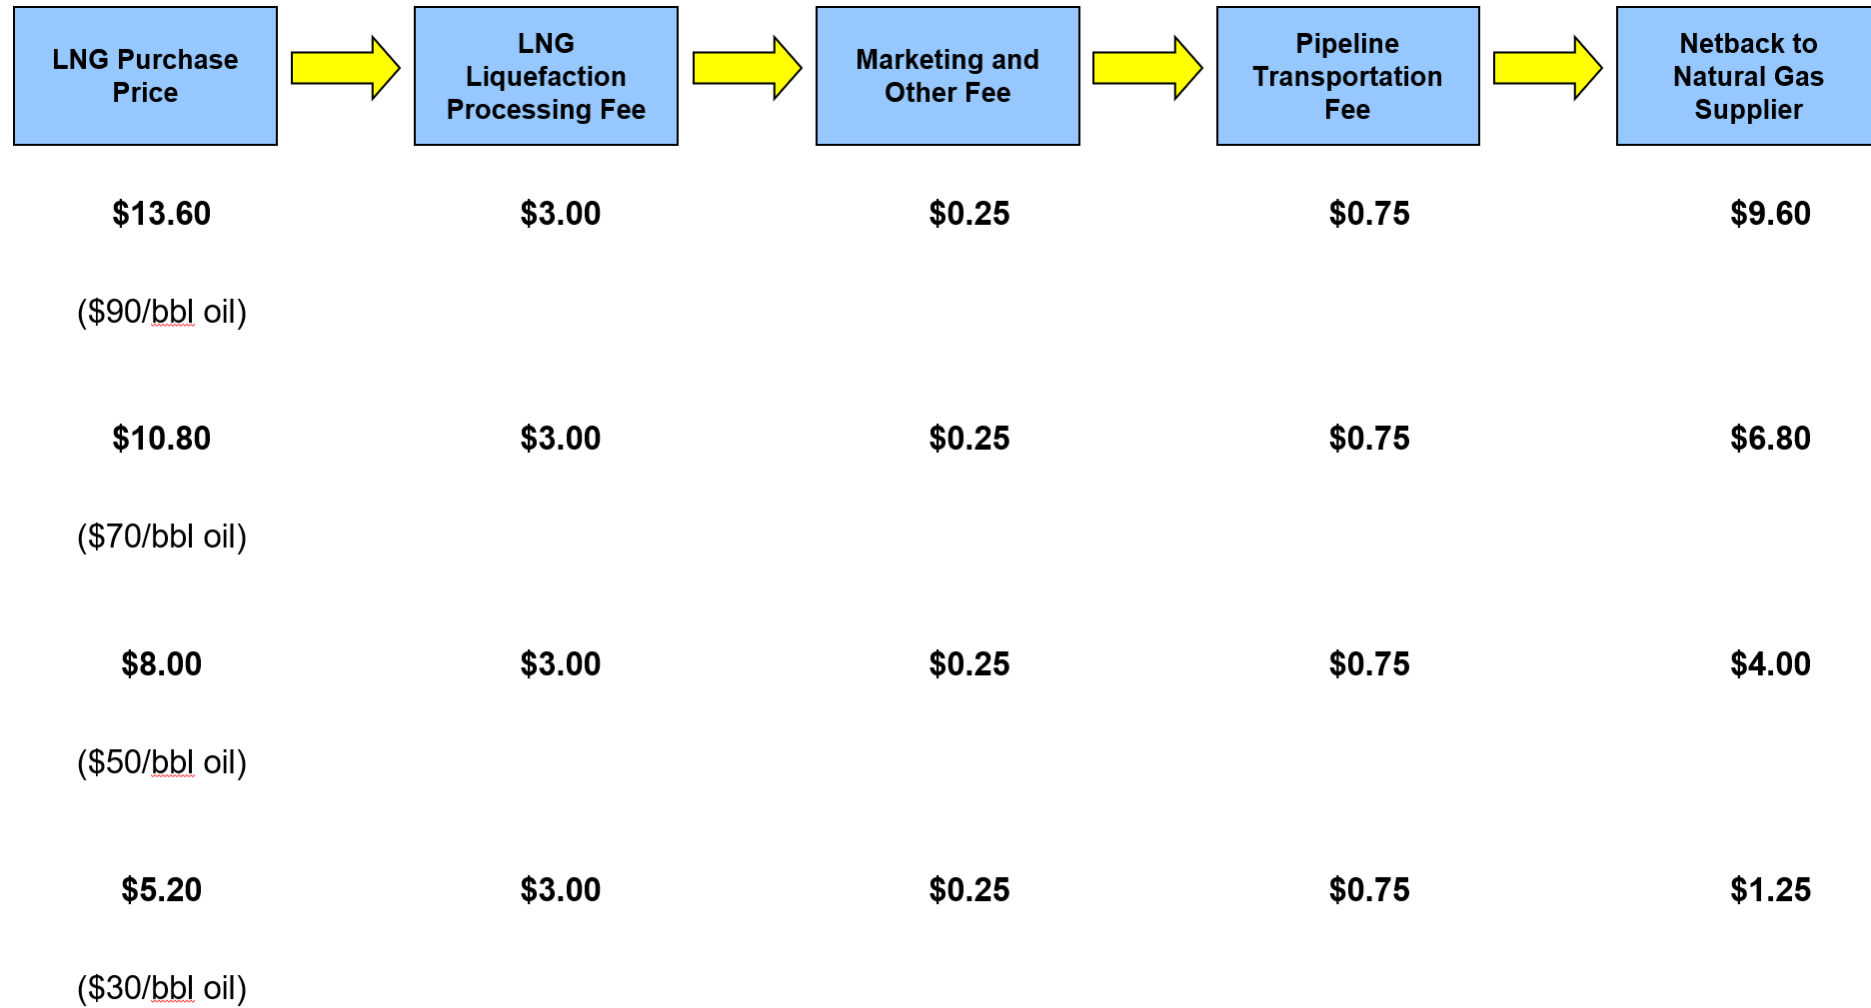 LNG Purchase
Price
LNG
Liquefaction
Processing Fee
Marketing and
Other Fee
Pipeline
Transportation
Fee
Netback to
Natural Gas
Supplier
$13.60 $3.00 $0.25 $0.75 $9.60
($90/bbl oil)
$10.80 $3.00 $0.25 $0.75 $6.80
($70/bbl oil)
$8.00 $3.00 $0.25 $0.75 $4.00
($50/bbl oil)
$5.20 $3.00 $0.25 $0.75 $1.25
($30/bbl oil)